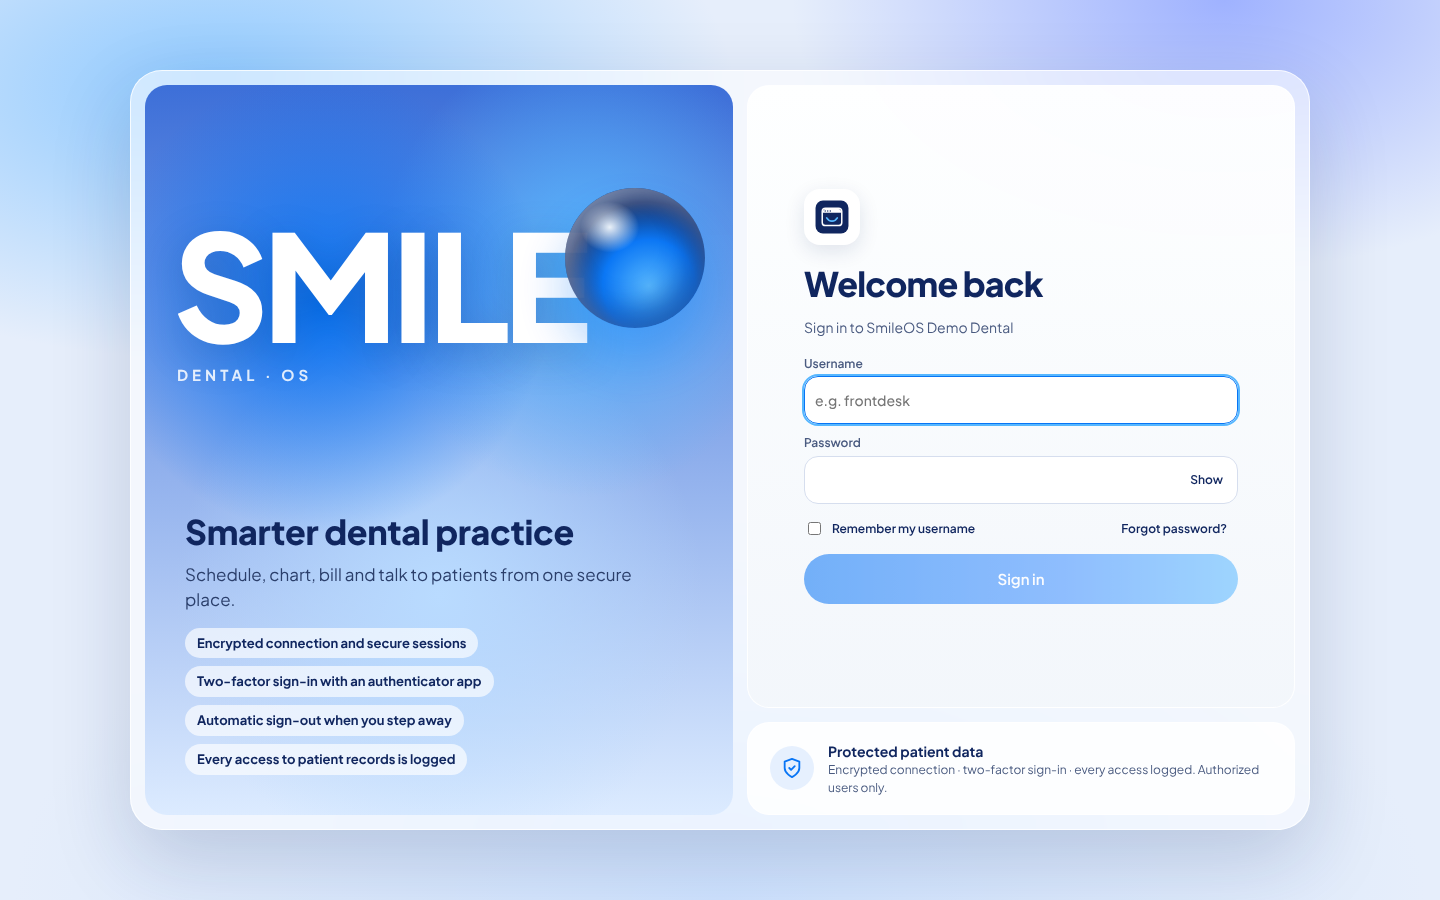 SMILE
DENTAL · OS
Smarter dental practice
Schedule, chart, bill and talk to patients from one secure
place.
Encrypted connection and secure sessions
Two-factor sign-in with an authenticator app
Automatic sign-out when you step away
Every access to patient records is logged
Welcome back
Sign in to SmileOS Demo Dental
Username
e.g. frontdesk
Password
Show
Remember my username
Forgot password?
Sign in
Protected patient data
Encrypted connection · two-factor sign-in · every access logged. Authorized
users only.